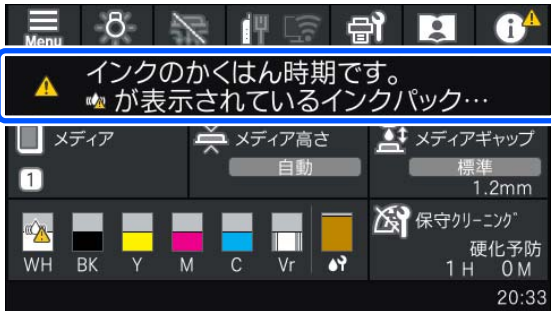 Menu
インクのかくはん時期です。
が表示されているインクパック…
メディア
メディア高さ
メディアギャップ
1
自動
標準
1.2mm
保守クリーニング
硬化予防
WH BK Y M C Vr
1 H 0 M
20:33